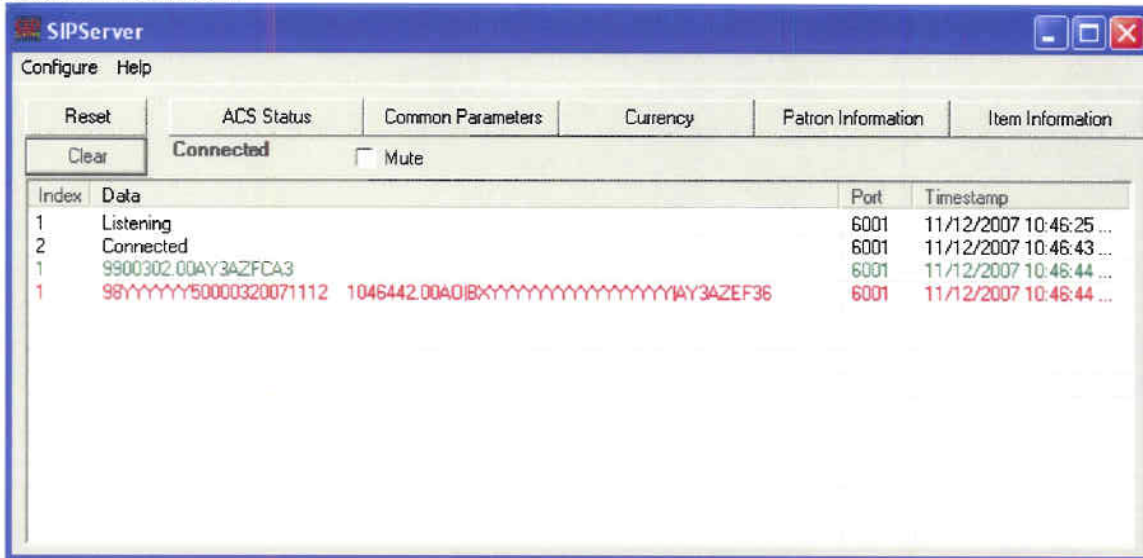 SIPServer
Configure Help
Reset ACS Status Common Parameters Currency Patron Information Item Information
Clear Connected Mute
Index Data Port Timestamp
1 Listening 6001 11/12/2007 10:46:25 ...
2 Connected 6001 11/12/2007 10:46:43 ...
1 9900302.00AY3AZFCA3 6001 11/12/2007 10:46:44 ...
1 98YYYYYY50000320071112 1046442.00AO|BXYYYYYYYYYYYYYYYY|AY3AZEF36 6001 11/12/2007 10:46:44 ...